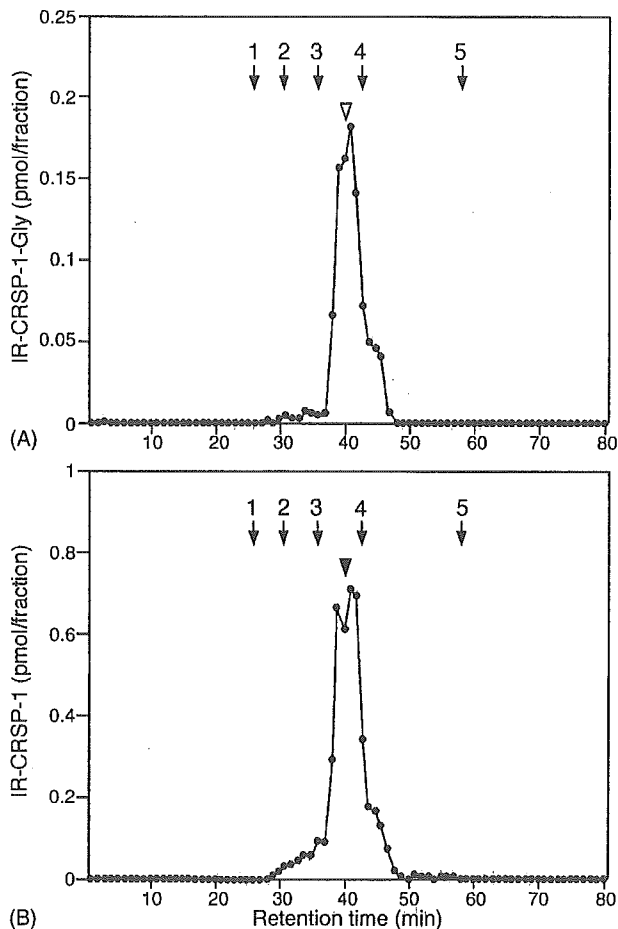 0.25
1 2 3 4 5
0.2
0.15
0.1
0.05
0
IR-CRSP-1-Gly (pmol/fraction)
10 20 30 40 50 60 70 80
(A)
1
1 2 3 4 5
0.8
0.6
0.4
0.2
0
IR-CRSP-1 (pmol/fraction)
10 20 30 40 50 60 70 80
(B)
Retention time (min)